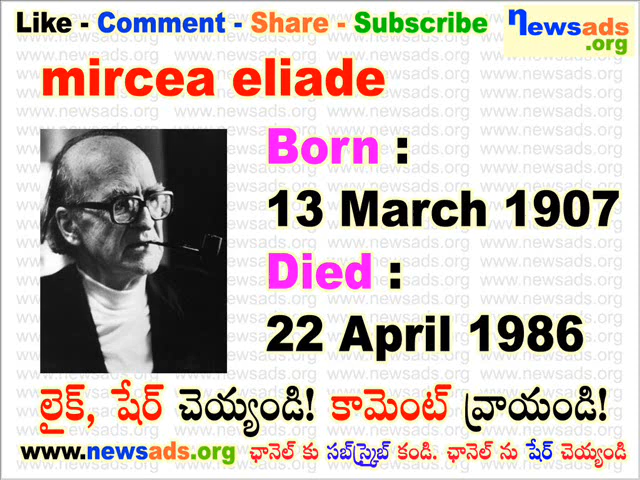 Like - Comment - Share - Subscribe
newsads
.org
mircea eliade
Born :
13 March 1907
Died :
22 April 1986
లైక్, షేర్ చెయ్యండి! కామెంట్ వ్రాయండి!
www.newsads.org ఛానెల్ కు సబ్‌స్క్రైబ్ కండి. ఛానెల్ ను షేర్ చెయ్యండి